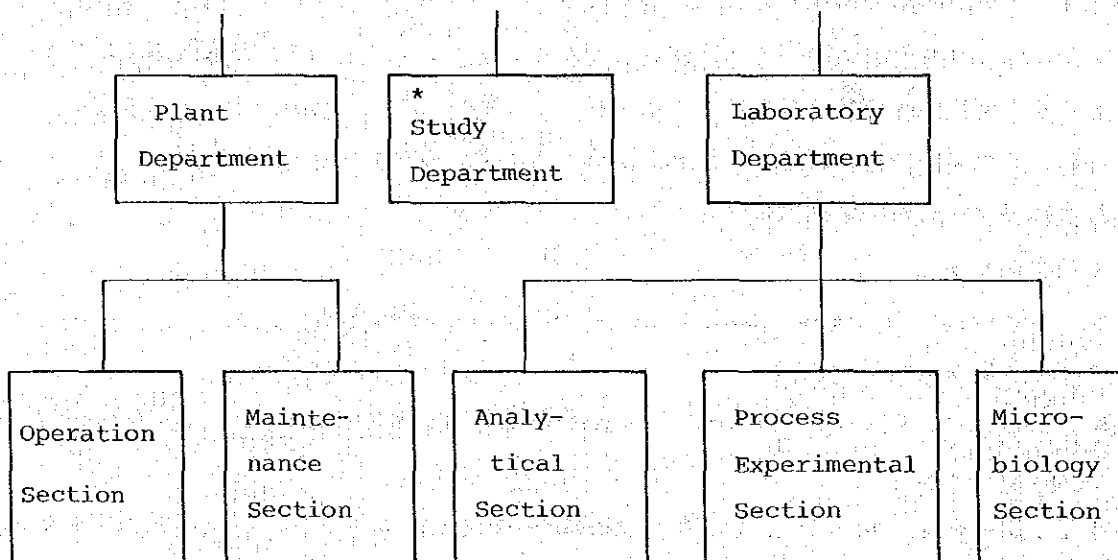 Plant
Department
*
Study
Department
Laboratory
Department
Operation
Section
Mainte-
nance
Section
Analy-
tical
Section
Process
Experimental
Section
Micro-
biology
Section